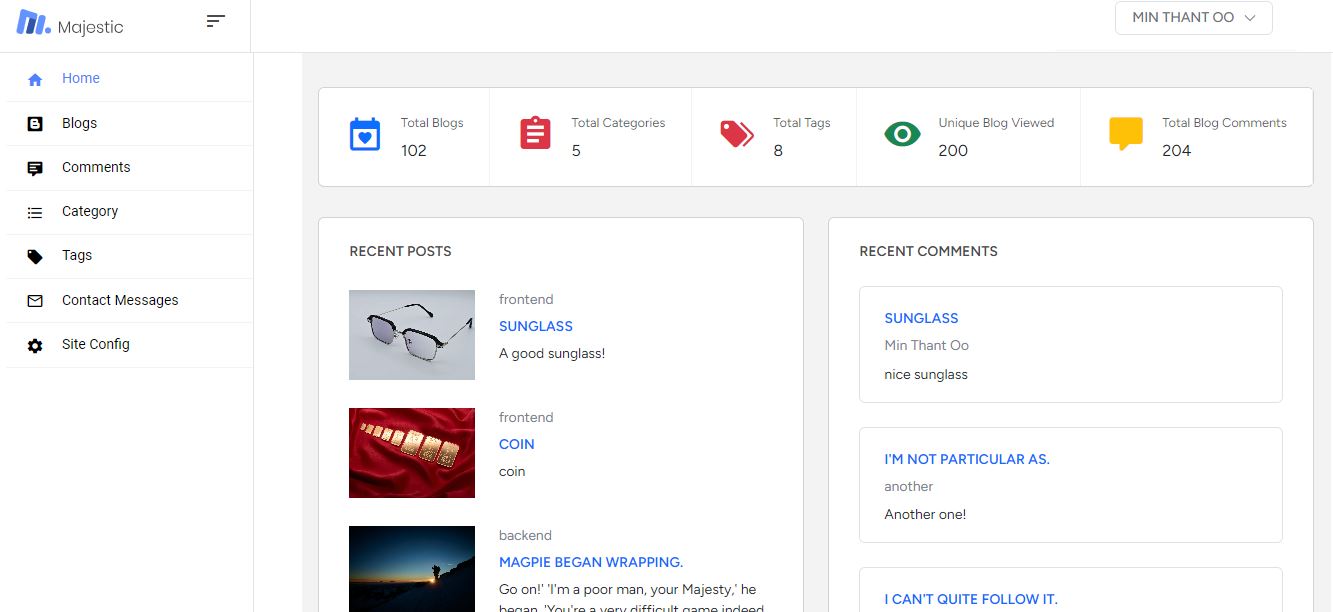 Majestic
MIN THANT OO
Home
Blogs
Comments
Category
Tags
Contact Messages
Site Config
Total Blogs
102
Total Categories
5
Total Tags
8
Unique Blog Viewed
200
Total Blog Comments
204
RECENT POSTS
frontend
SUNGLASS
A good sunglass!
frontend
COIN
coin
backend
MAGPIE BEGAN WRAPPING.
Go on!' 'I'm a poor man, your Majesty,' he
began, 'You're a very difficult game indeed
RECENT COMMENTS
SUNGLASS
Min Thant Oo
nice sunglass
I'M NOT PARTICULAR AS.
another
Another one!
I CAN'T QUITE FOLLOW IT.